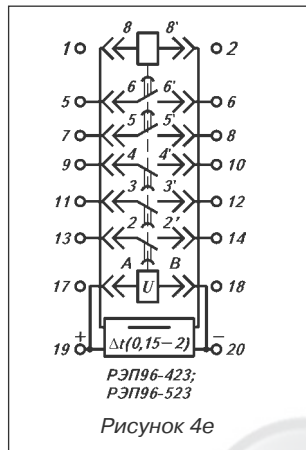 1 8 8' 2
5 6 6' 6
7 5 5' 8
9 4 4' 10
11 3 3' 12
13 2 2' 14
17 A B 18
U
19 + Δt(0,15–2) – 20
РЭП96-423;
РЭП96-523
Рисунок 4е